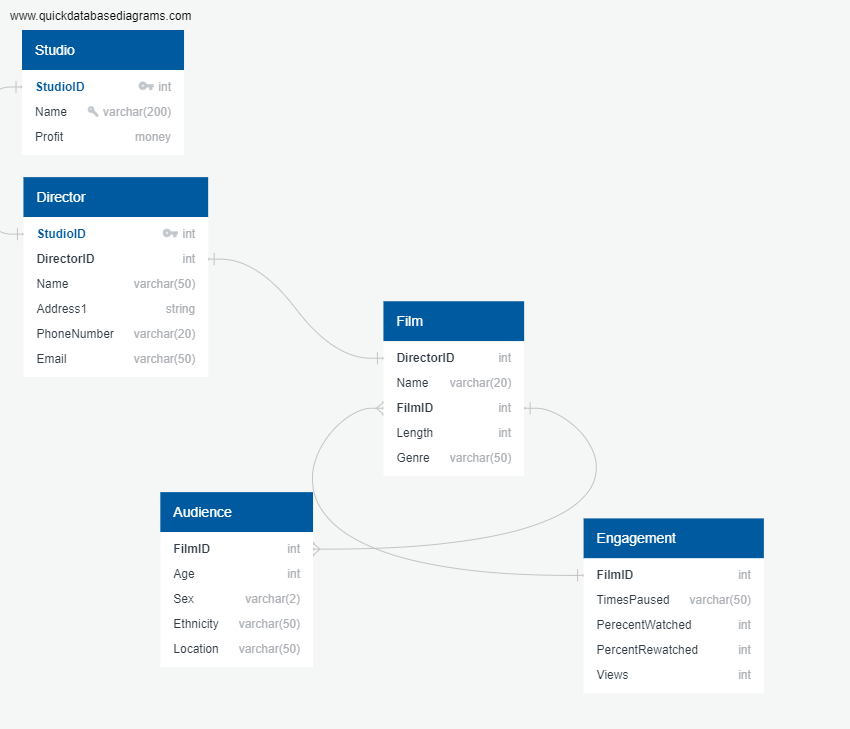 www.quickdatabasediagrams.com
Studio
StudioID int
Name varchar(200)
Profit money
Director
StudioID int
DirectorID int
Name varchar(50)
Address1 string
PhoneNumber varchar(20)
Email varchar(50)
Film
DirectorID int
Name varchar(20)
FilmID int
Length int
Genre varchar(50)
Audience
FilmID int
Age int
Sex varchar(2)
Ethnicity varchar(50)
Location varchar(50)
Engagement
FilmID int
TimesPaused varchar(50)
PerecentWatched int
PercentRewatched int
Views int